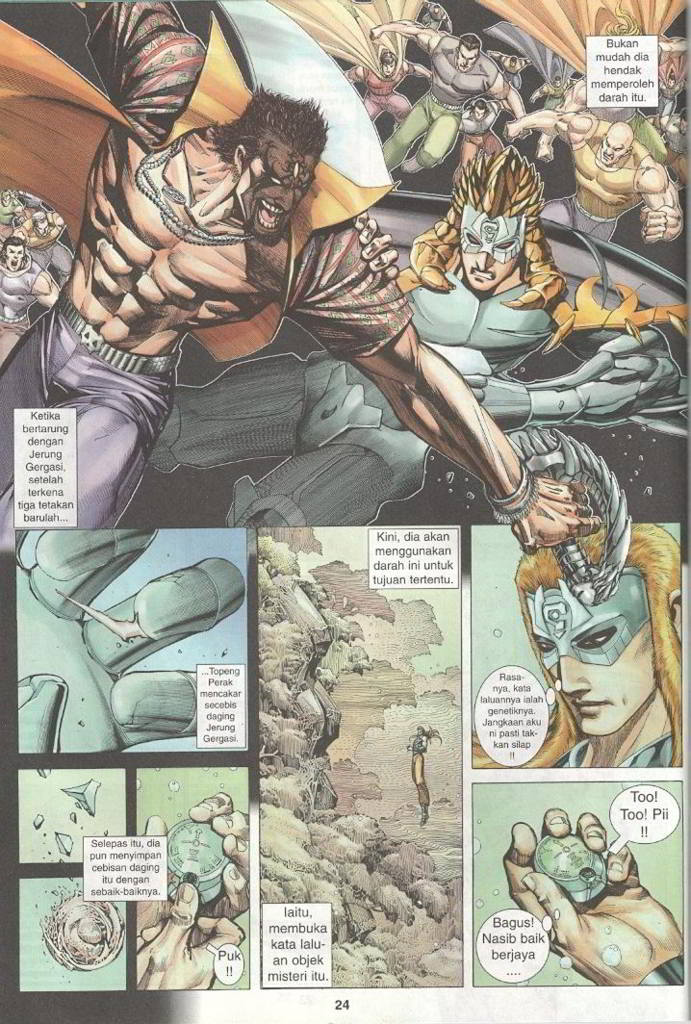 Bukan
mudah dia
hendak
memperoleh
darah itu.
Ketika
bertarung
dengan
Jerung
Gergasi,
setelah
terkena
tiga tetakan
barulah...
...Topeng
Perak
mencakar
secebis
daging
Jerung
Gergasi.
Selepas itu, dia
pun menyimpan
cebisan daging
itu dengan
sebaik-baiknya.
Puk
!!
Kini, dia akan
menggunakan
darah ini untuk
tujuan tertentu.
Iaitu,
membuka
kata lalu-
an objek
misteri itu.
Rasa-
nya, kata
laluannya ialah
genetiknya.
Jangkaan aku
ni pasti tak-
kan silap
!!
Too!
Too! Pii
!!
Bagus!
Nasib baik
berjaya
....
24